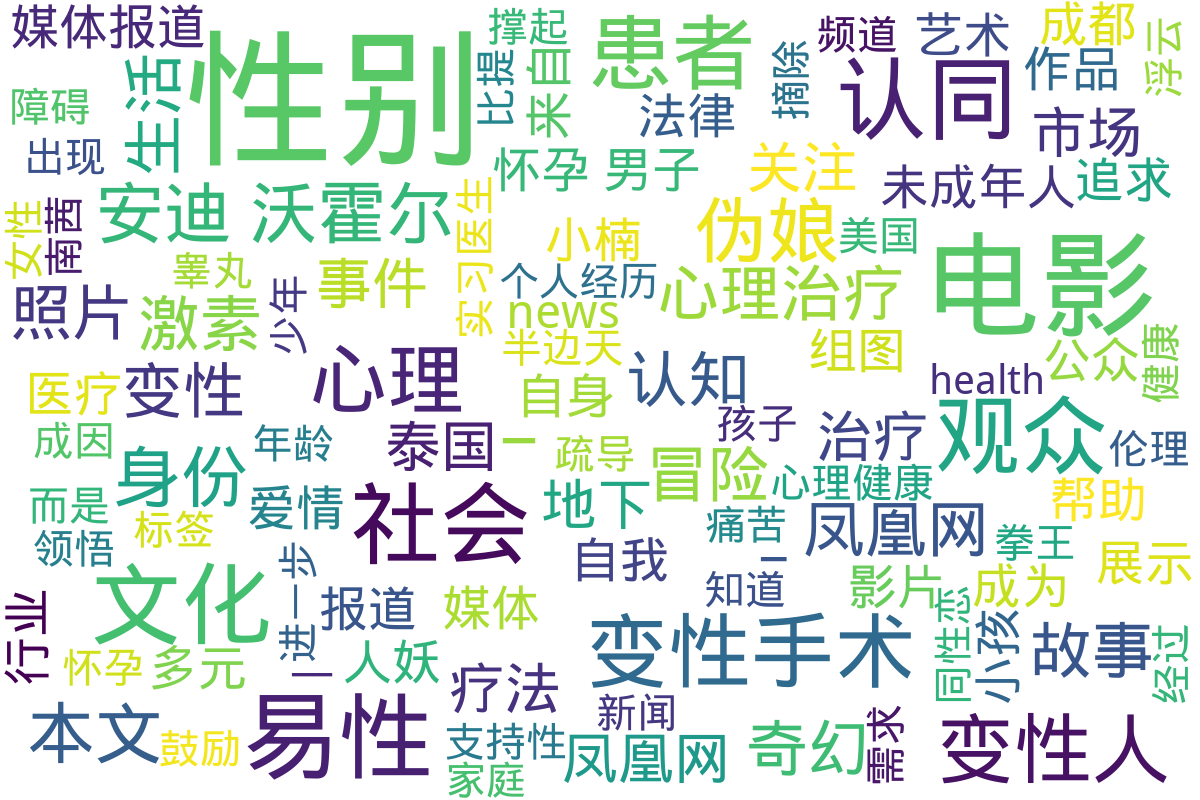 媒体报道
性别
撑起
患者
频道
艺术
成都
浮云
障碍
生活
比提
来自
法律
摘除
认同
作品
市场
出现
怀孕 男子
关注
未成年人
追求
女性
南茜
安迪 沃霍尔
实习医生
小楠
伪娘
美国
电影
睾丸
事件
个人经历
心理治疗
照片
激素
少年
news
半边天
组图
公众
健康
医疗
变性
心理
自身
认知
health
孩子
观众
成因
年龄
泰国
一
疏导
冒险
治疗
伦理
身份
而是
标签
爱情
社会
地下
心理健康
帮助
领悟
痛苦
凤凰网
拳王
展示
文化
进一步
自我
一
知道
影片
成为
行业
报道
媒体
变性手术
同性恋
小孩
故事
经过
怀孕
多元
一
人妖
疗法
本文
鼓励
易性
支持性
新闻
家庭
凤凰网
奇幻
需求
变性人